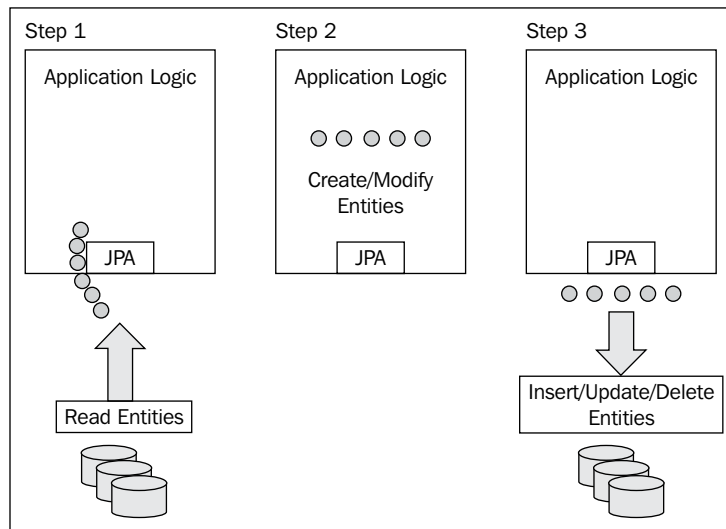 Step 1
Application Logic
JPA
Read Entities
Step 2
Application Logic
Create/Modify
Entities
JPA
Step 3
Application Logic
JPA
Insert/Update/Delete
Entities